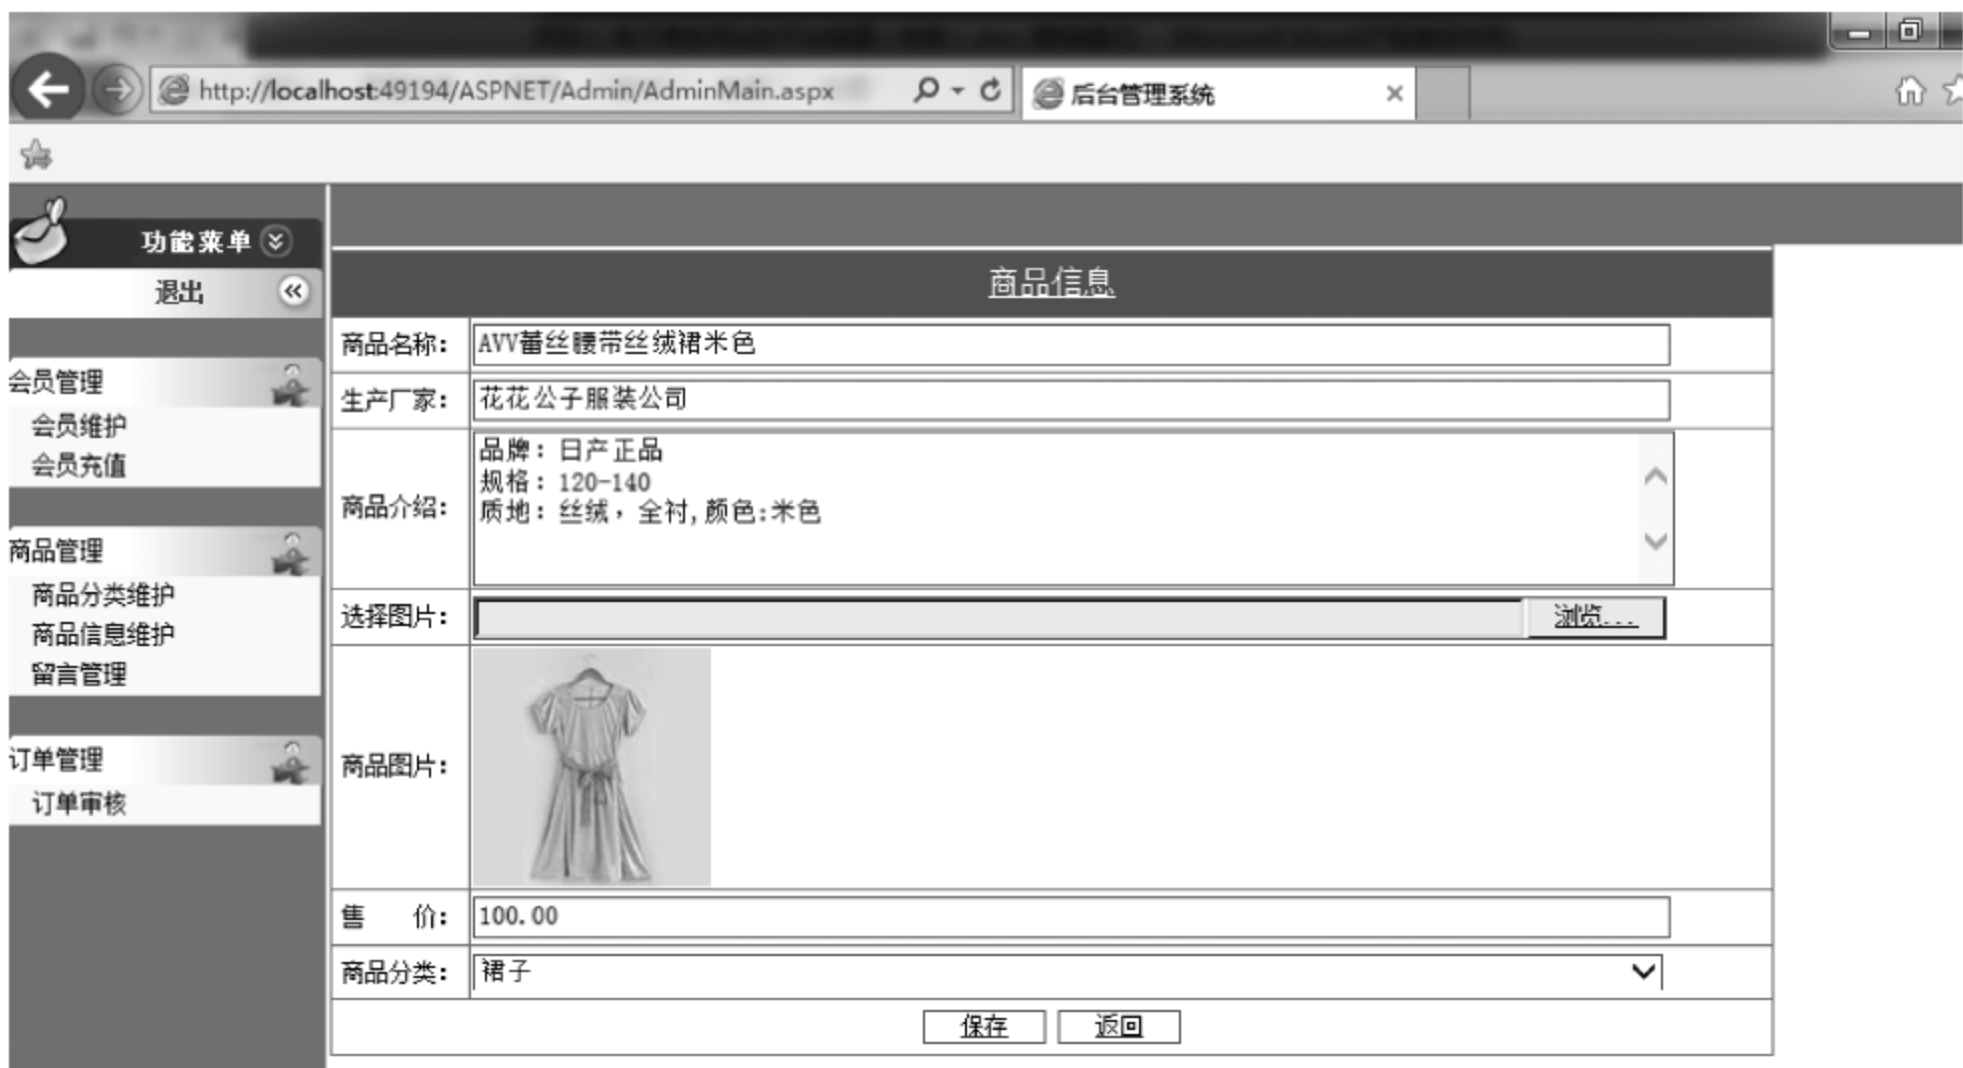 http://localhost:49194/ASPNET/Admin/AdminMain.aspx
后台管理系统
功能菜单
退出
会员管理
会员维护
会员充值
商品管理
商品分类维护
商品信息维护
留言管理
订单管理
订单审核
商品信息
商品名称： AVV蕾丝腰带丝绒裙米色
生产厂家： 花花公子服装公司
商品介绍： 品牌：日产正品
规格：120-140
质地：丝绒，全衬,颜色:米色
选择图片： 浏览...
商品图片：
售 价： 100.00
商品分类： 裙子
保存 返回